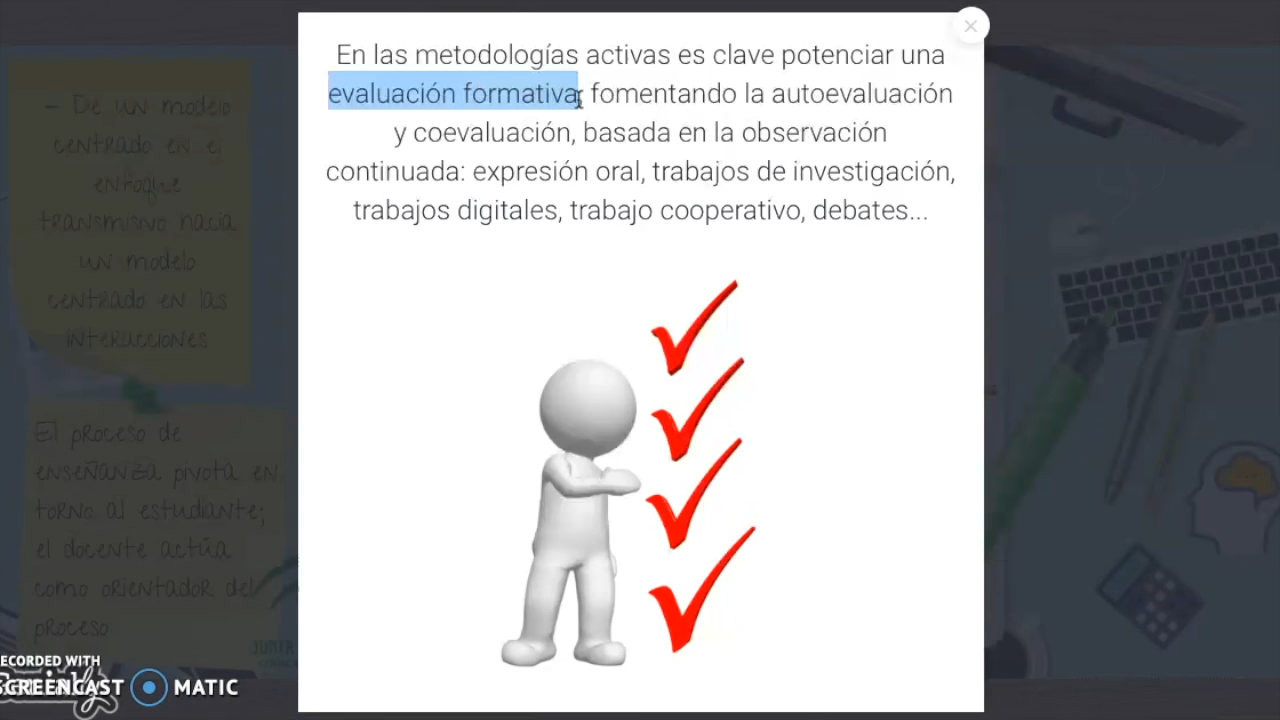 En las metodologías activas es clave potenciar una
evaluación formativa, fomentando la autoevaluación
y coevaluación, basada en la observación
continuada: expresión oral, trabajos de investigación,
trabajos digitales, trabajo cooperativo, debates...
- De un modelo
centrado en el
enfoque
transmisivo hacia
un modelo
centrado en las
interacciones
El proceso de
enseñanza pivota en
torno al estudiante;
el docente actúa
como orientador del
proceso
ECORDED WITH
SCREENCAST MATIC